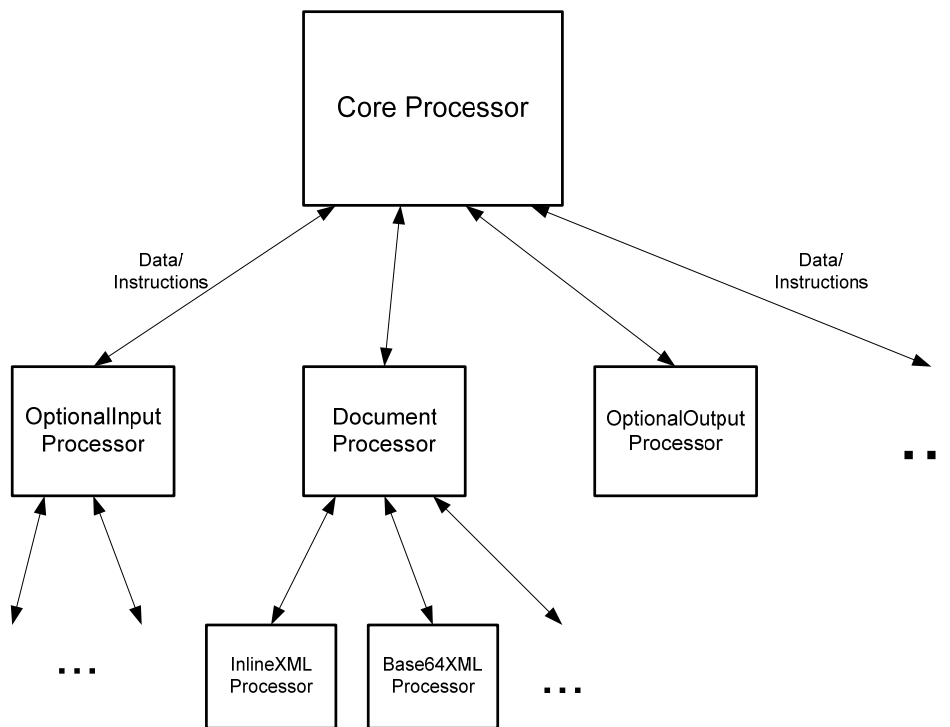 Core Processor
Data/
Instructions
Data/
Instructions
OptionalInput
Processor
Document
Processor
OptionalOutput
Processor
..
...
InlineXML
Processor
Base64XML
Processor
...